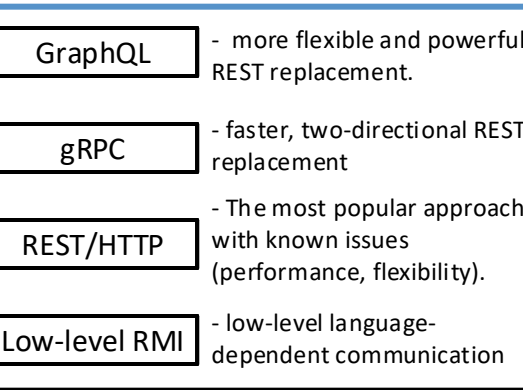 GraphQL
- more flexible and powerful
REST replacement.
gRPC
- faster, two-directional REST
replacement
REST/HTTP
- The most popular approach
with known issues
(performance, flexibility).
Low-level RMI
- low-level language-
dependent communication